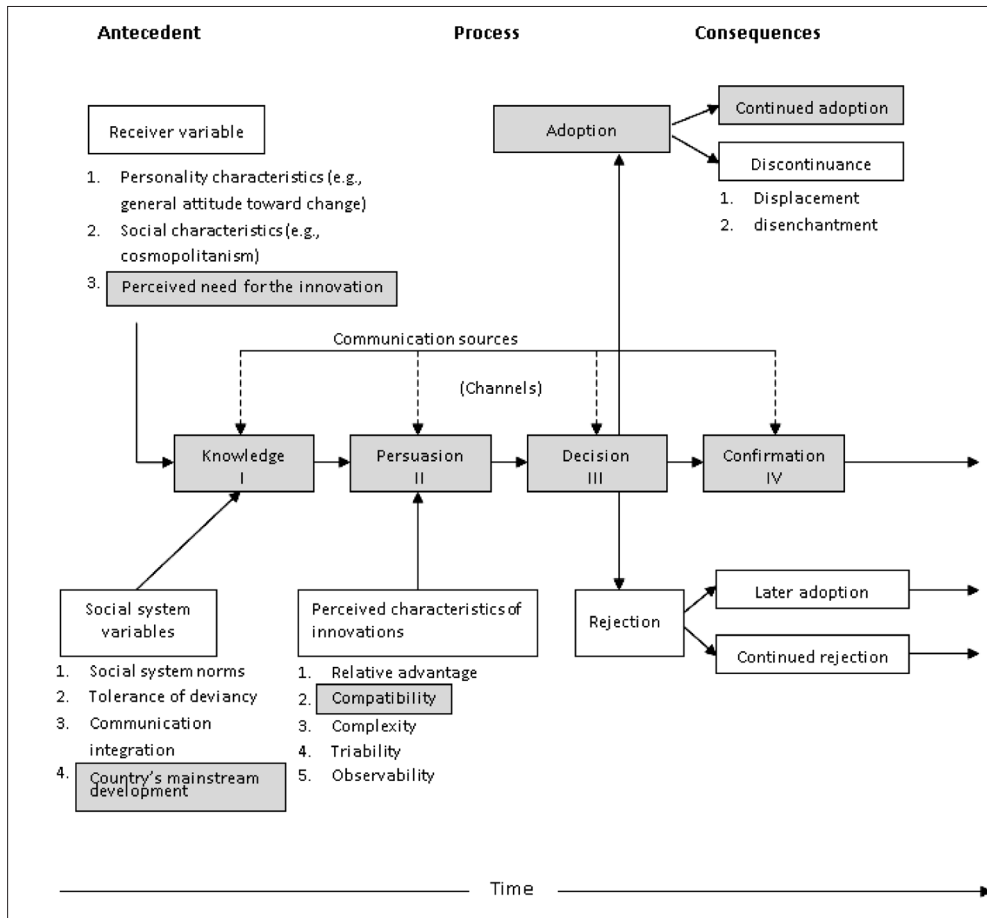 Antecedent
Process
Consequences
Receiver variable
1. Personality characteristics (e.g.,
general attitude toward change)
2. Social characteristics (e.g.,
cosmopolitanism)
3. Perceived need for the innovation
Adoption
Continued adoption
Discontinuance
1. Displacement
2. disenchantment
Communication sources
(Channels)
Knowledge
I
Persuasion
II
Decision
III
Confirmation
IV
Social system
variables
1. Social system norms
2. Tolerance of deviancy
3. Communication
integration
4. Country's mainstream
development
Perceived characteristics of
innovations
1. Relative advantage
2. Compatibility
3. Complexity
4. Triability
5. Observability
Rejection
Later adoption
Continued rejection
Time